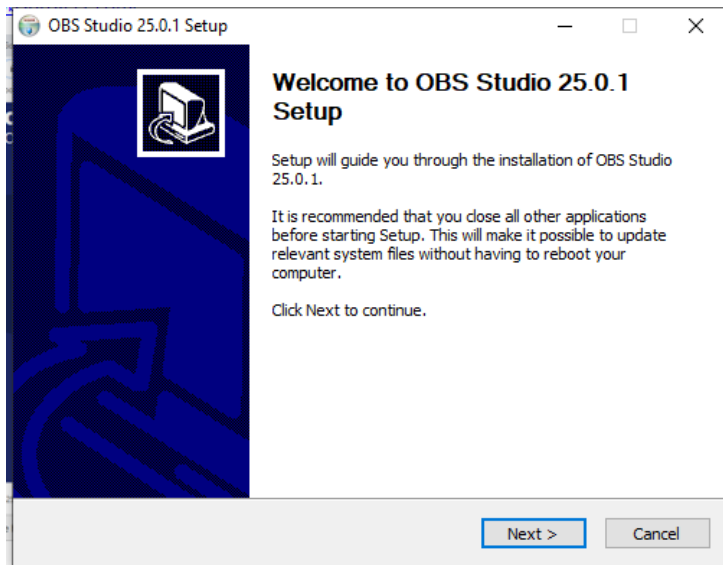 OBS Studio 25.0.1 Setup
Welcome to OBS Studio 25.0.1
Setup
Setup will guide you through the installation of OBS Studio
25.0.1.
It is recommended that you close all other applications
before starting Setup. This will make it possible to update
relevant system files without having to reboot your
computer.
Click Next to continue.
Next >
Cancel